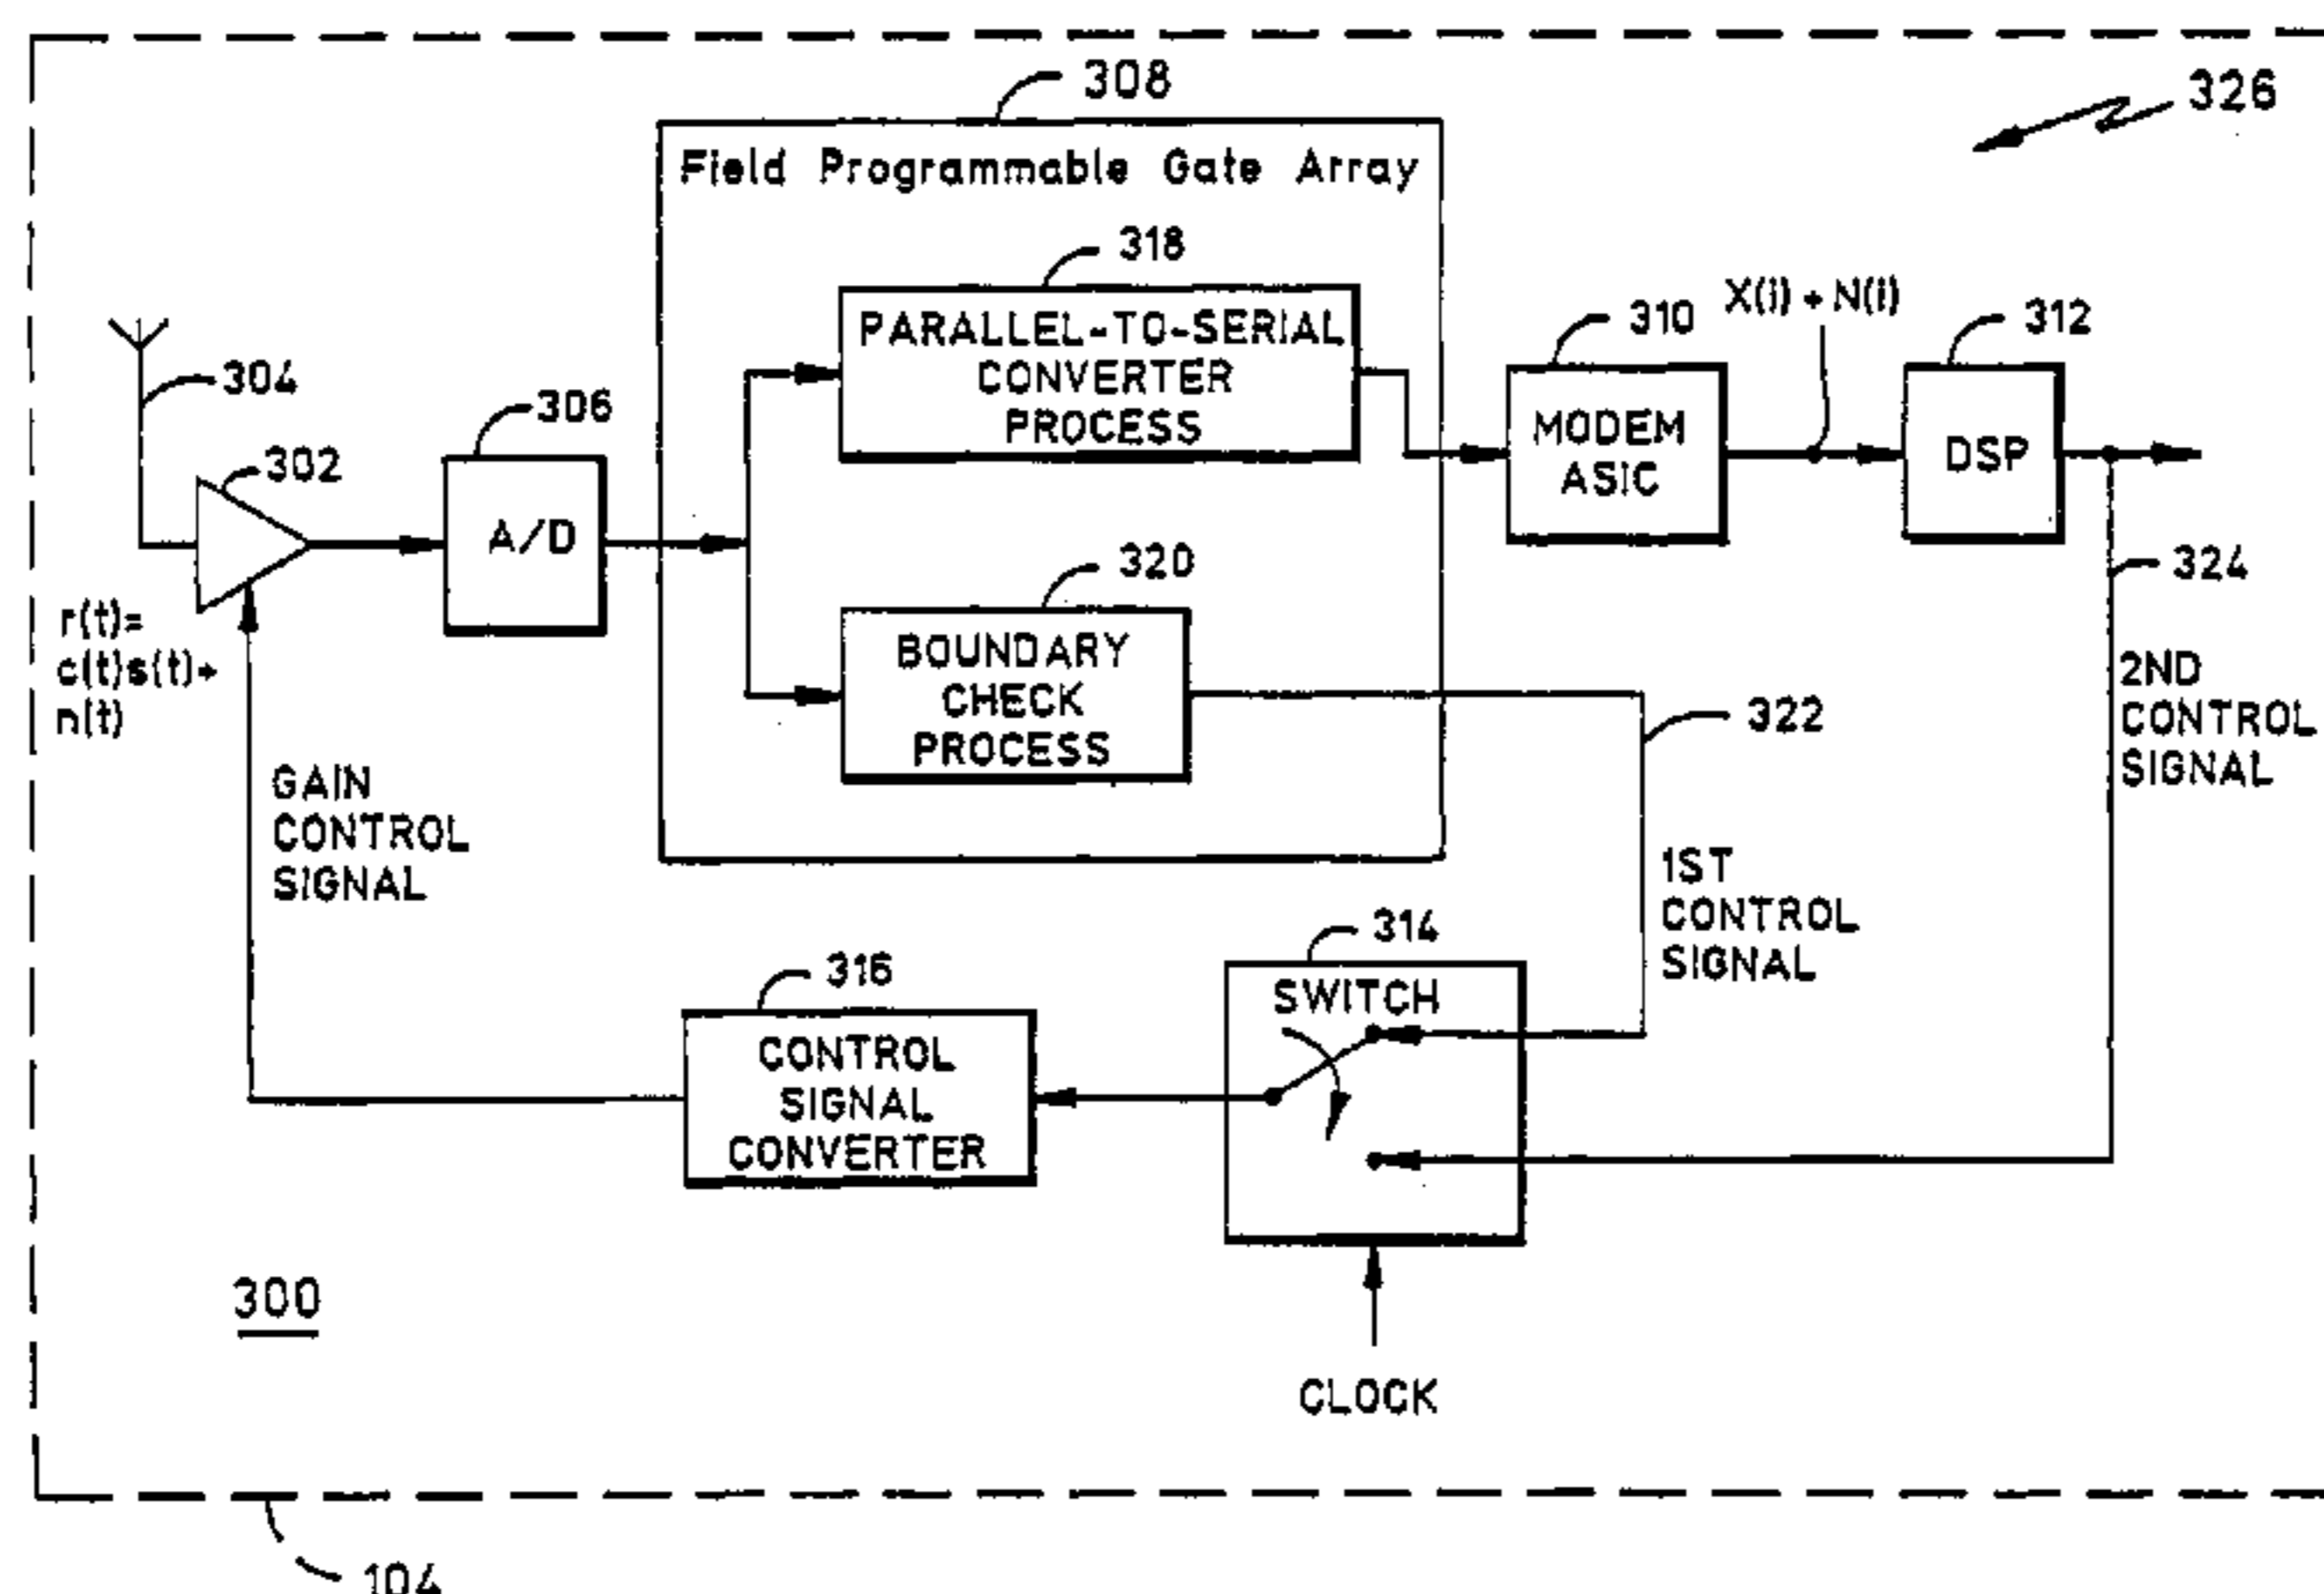 308
326
Field Programmable Gate Array
318
PARALLEL-TO-SERIAL
CONVERTER
PROCESS
304
306
302
A/D
310
MODEM
ASIC
X(i) + N(i)
312
DSP
320
BOUNDARY
CHECK
PROCESS
r(t)=
c(t)s(t)+
n(t)
324
2ND
CONTROL
SIGNAL
322
GAIN
CONTROL
SIGNAL
1ST
CONTROL
SIGNAL
314
SWITCH
316
CONTROL
SIGNAL
CONVERTER
300
CLOCK
104